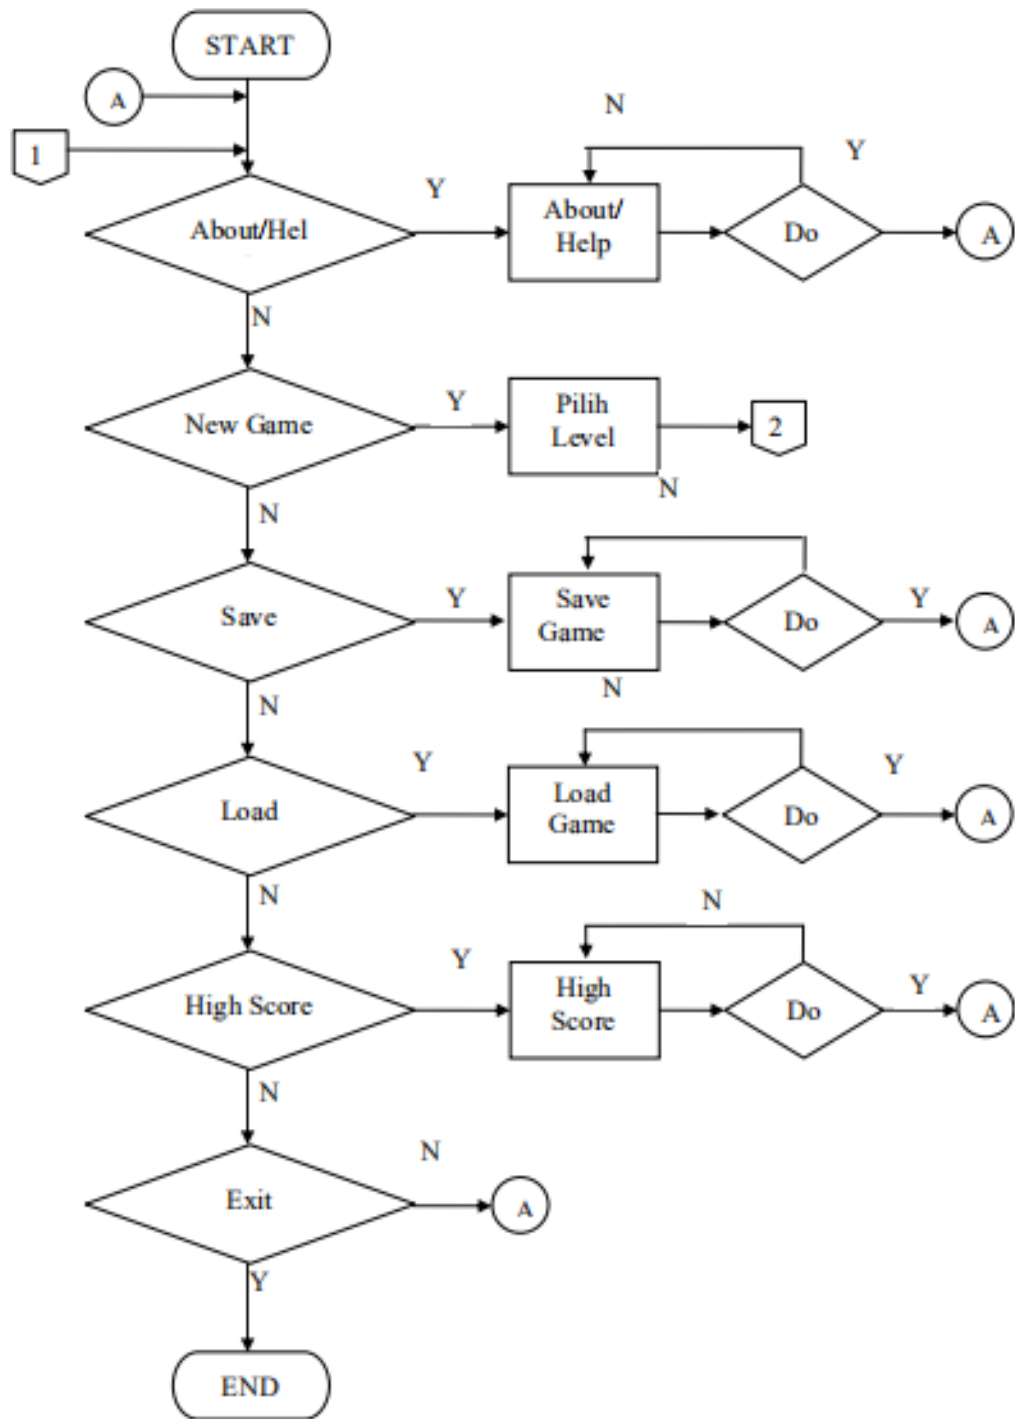 START
A
N
1
Y
Y
About/Hel
About/
Help
Do
A
N
New Game
Y
Pilih
Level
2
N
N
Save
Y
Save
Game
Do
Y
A
N
N
Load
Y
Load
Game
Do
Y
A
N
N
High Score
Y
High
Score
Do
Y
A
N
Exit
N
A
Y
END